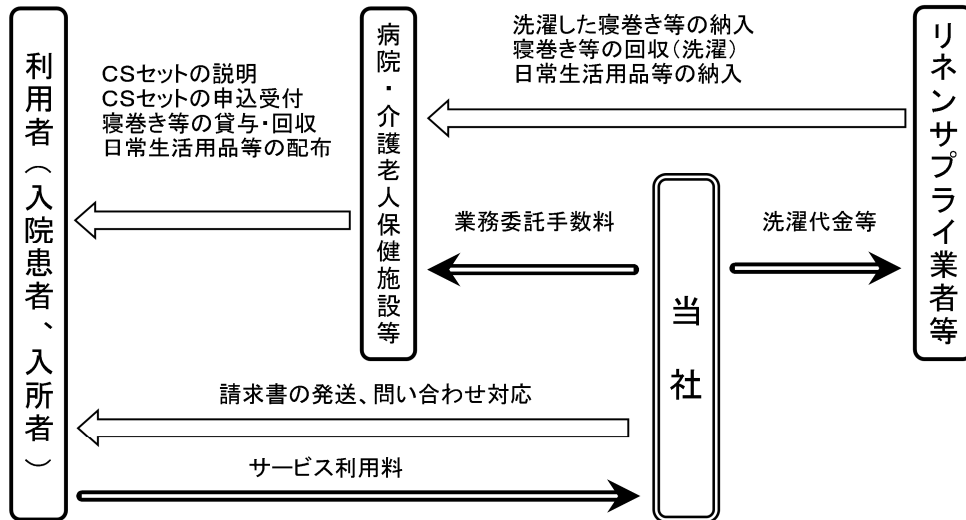 利用者（入院患者、入所者）
CSセットの説明
CSセットの申込受付
寝巻き等の貸与・回収
日常生活用品等の配布
病院・介護老人保健施設等
洗濯した寝巻き等の納入
寝巻き等の回収（洗濯）
日常生活用品等の納入
リネンサプライ業者等
業務委託手数料
洗濯代金等
当社
請求書の発送、問い合わせ対応
サービス利用料